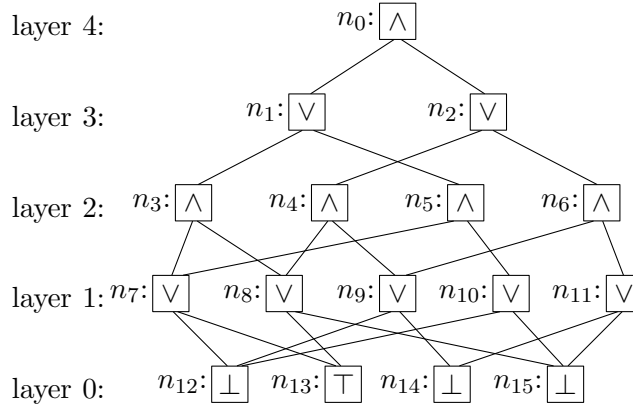 layer 4: n₀: ∧
layer 3: n₁: ∨ n₂: ∨
layer 2: n₃: ∧ n₄: ∧ n₅: ∧ n₆: ∧
layer 1: n₇: ∨ n₈: ∨ n₉: ∨ n₁₀: ∨ n₁₁: ∨
layer 0: n₁₂: ⊥ n₁₃: ⊤ n₁₄: ⊥ n₁₅: ⊥